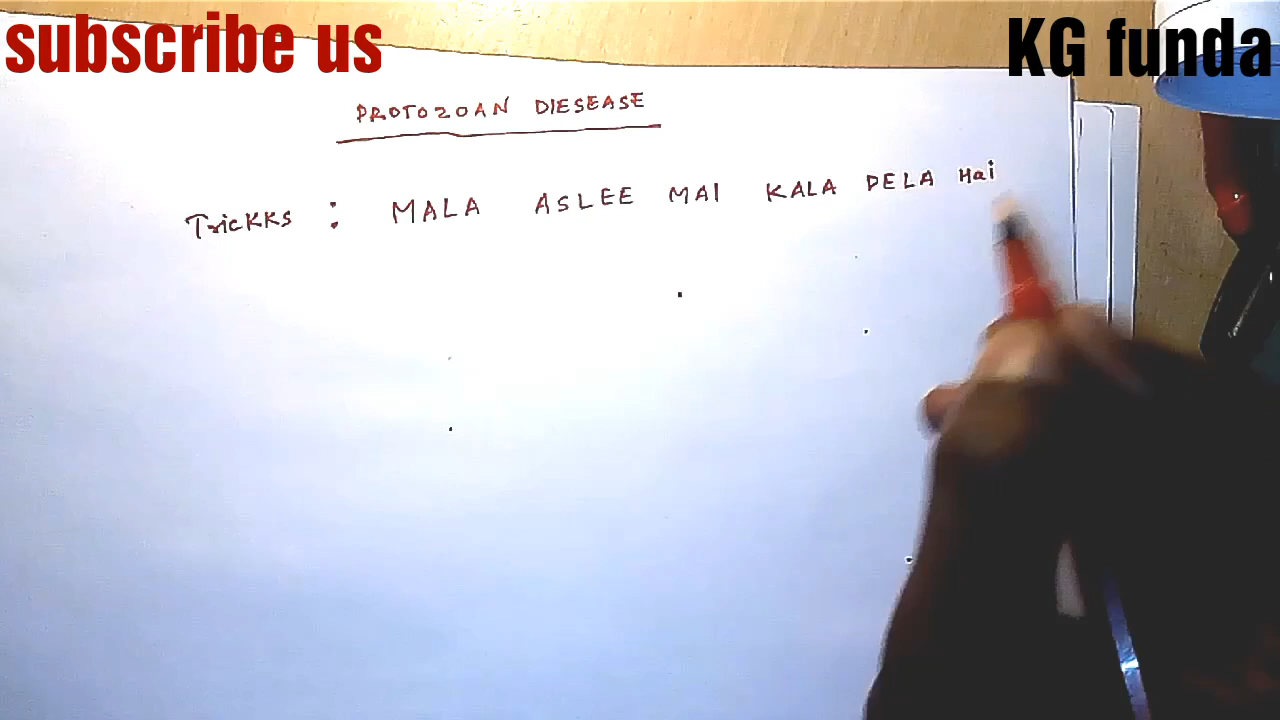 subscribe us
KG funda
PROTOZOAN DIESEASE
TricKKs : MALA ASLEE MAI KALA DELA Hai